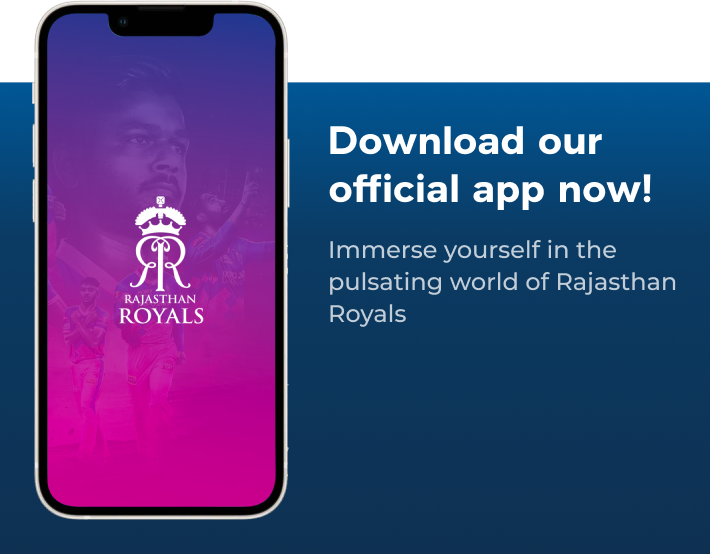 Download our
official app now!
Immerse yourself in the
pulsating world of Rajasthan
Royals
RAJASTHAN
ROYALS